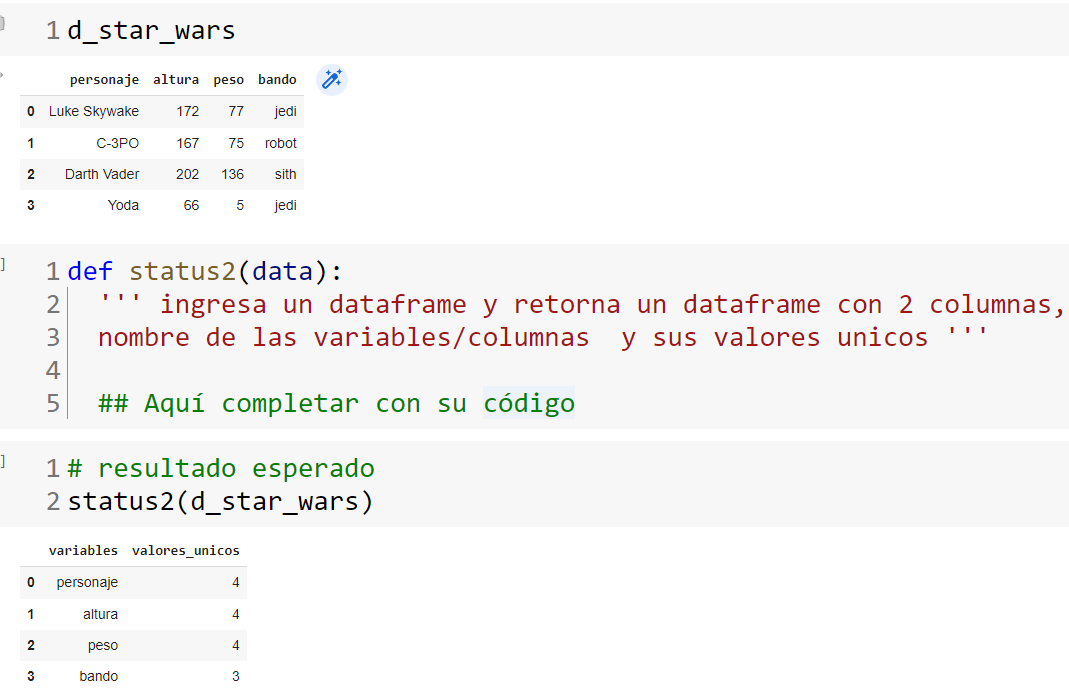 1 d_star_wars
personaje altura peso bando
0 Luke Skywake 172 77 jedi
1 C-3PO 167 75 robot
2 Darth Vader 202 136 sith
3 Yoda 66 5 jedi
]
1 def status2(data):
2 ''' ingresa un dataframe y retorna un dataframe con 2 columnas,
3 nombre de las variables/columnas  y sus valores unicos '''
4
5 ## Aquí completar con su código
]
1 # resultado esperado
2 status2(d_star_wars)
variables valores_unicos
0 personaje 4
1 altura 4
2 peso 4
3 bando 3